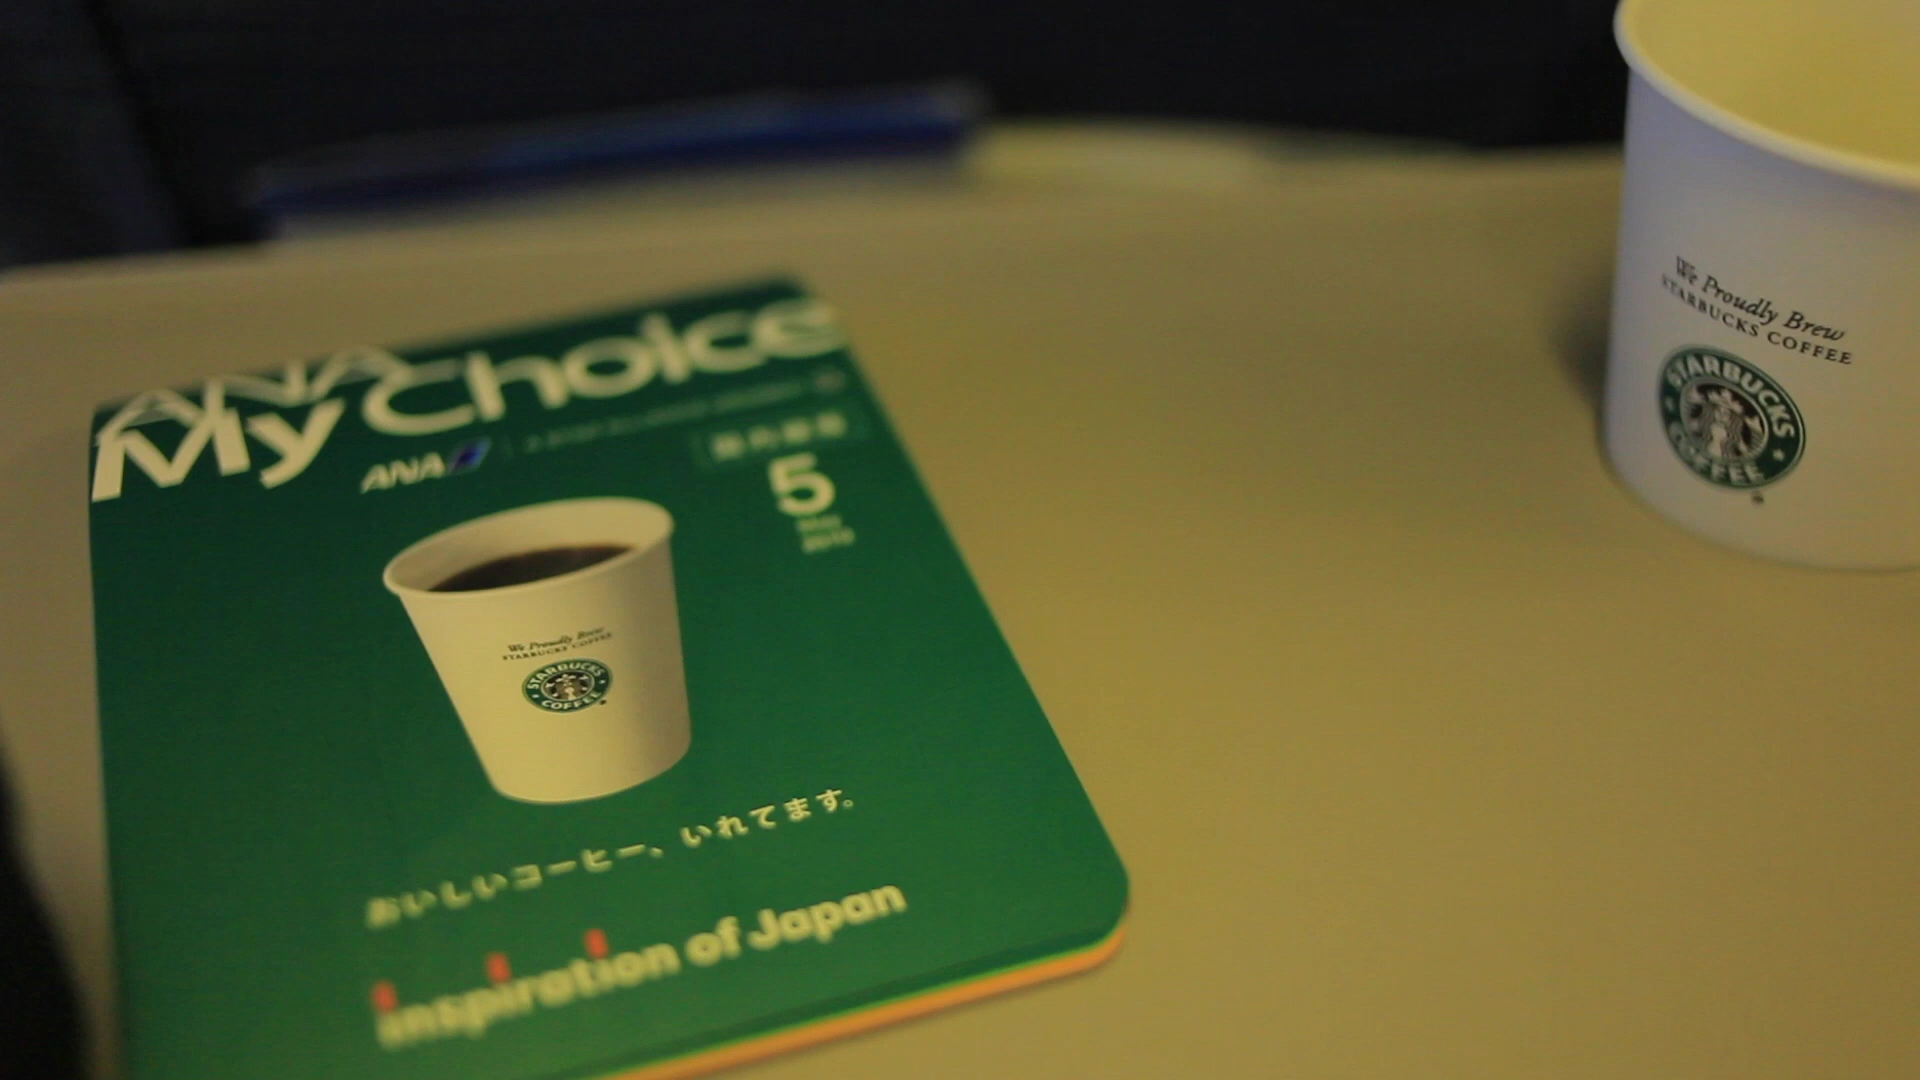 ANA
My Choice
ANA
5
We Proudly Brew
STARBUCKS COFFEE
STARBUCKS
COFFEE
おいしいコーヒー、いれてます。
inspiration of Japan
We Proudly Brew
STARBUCKS COFFEE
STARBUCKS
COFFEE